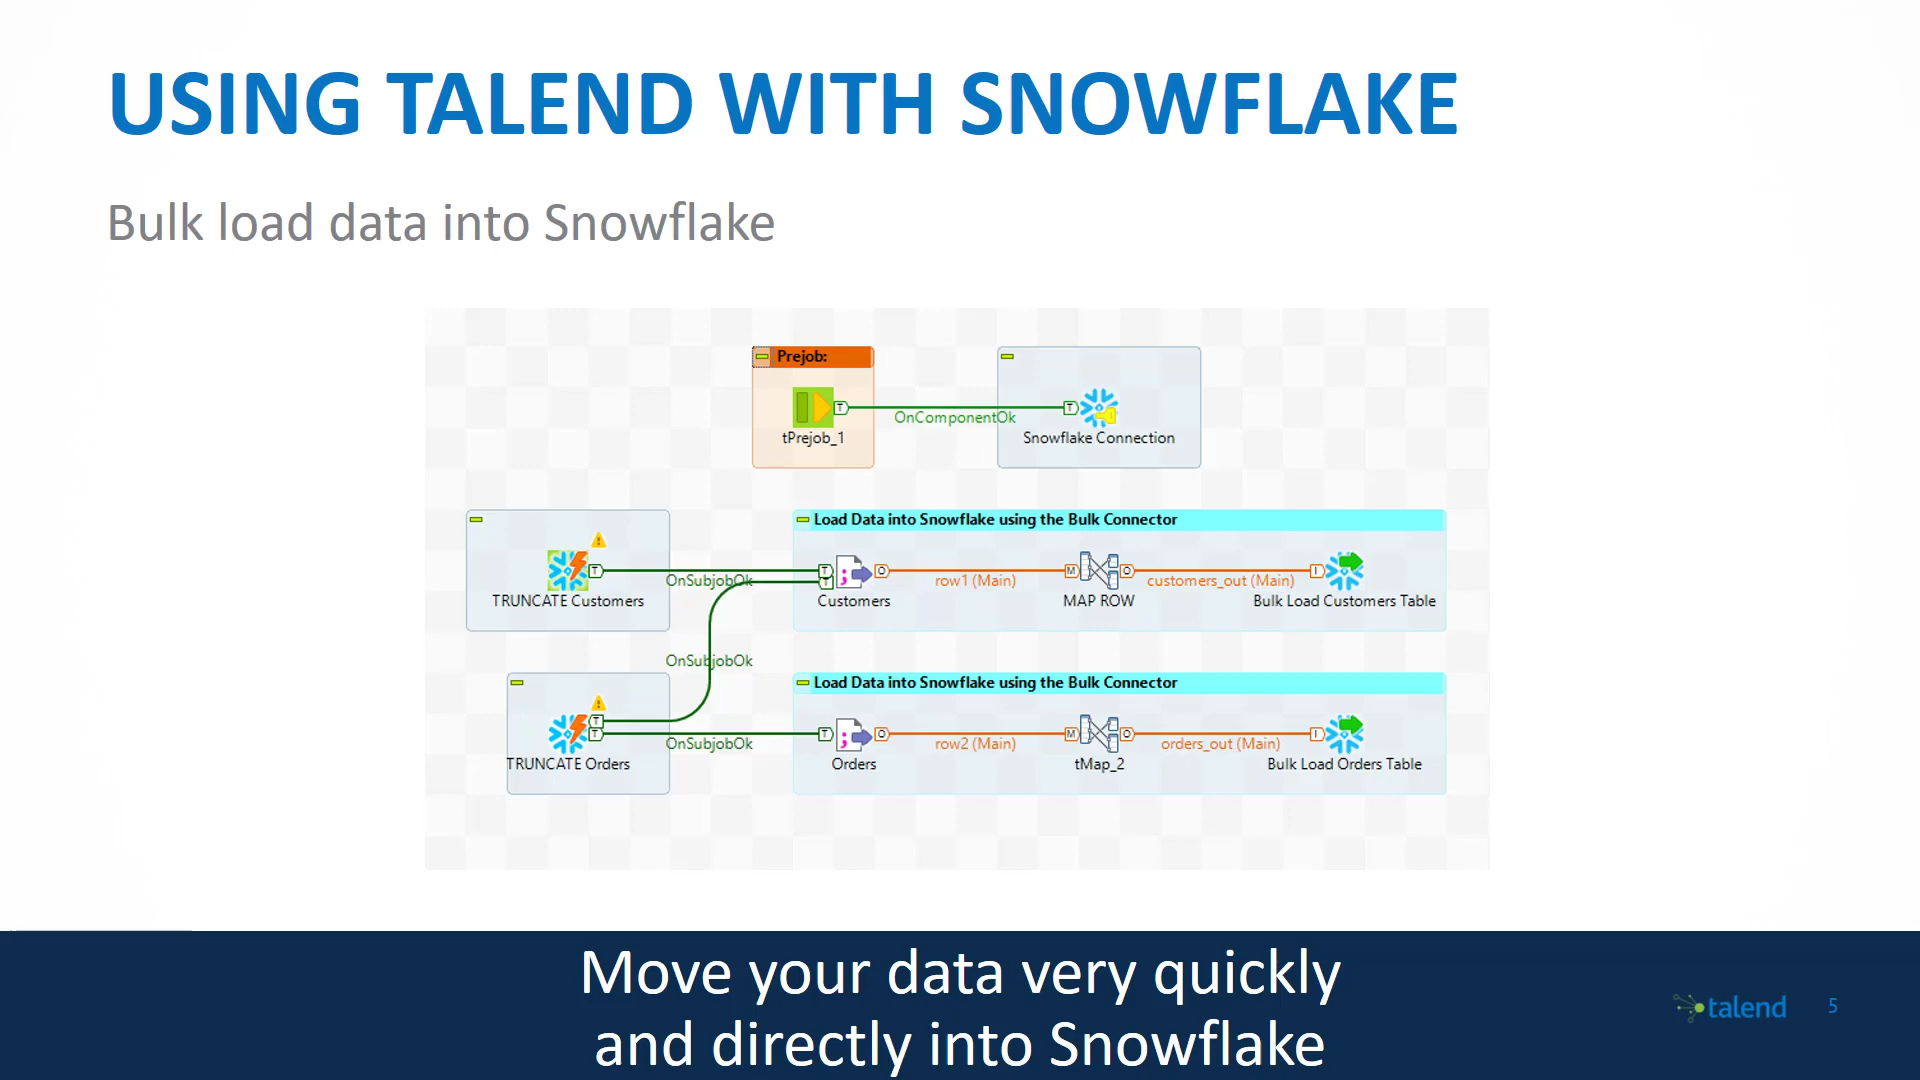 USING TALEND WITH SNOWFLAKE
Bulk load data into Snowflake
Prejob:
T
OnComponentOk
T
tPrejob_1
Snowflake Connection
Load Data into Snowflake using the Bulk Connector
T
OnSubjobOk
T
T
O
row1 (Main)
M
O
customers_out (Main)
I
TRUNCATE Customers
Customers
MAP ROW
Bulk Load Customers Table
OnSubjobOk
Load Data into Snowflake using the Bulk Connector
T
T
OnSubjobOk
T
O
row2 (Main)
M
O
orders_out (Main)
I
TRUNCATE Orders
Orders
tMap_2
Bulk Load Orders Table
Move your data very quickly
and directly into Snowflake
talend
5